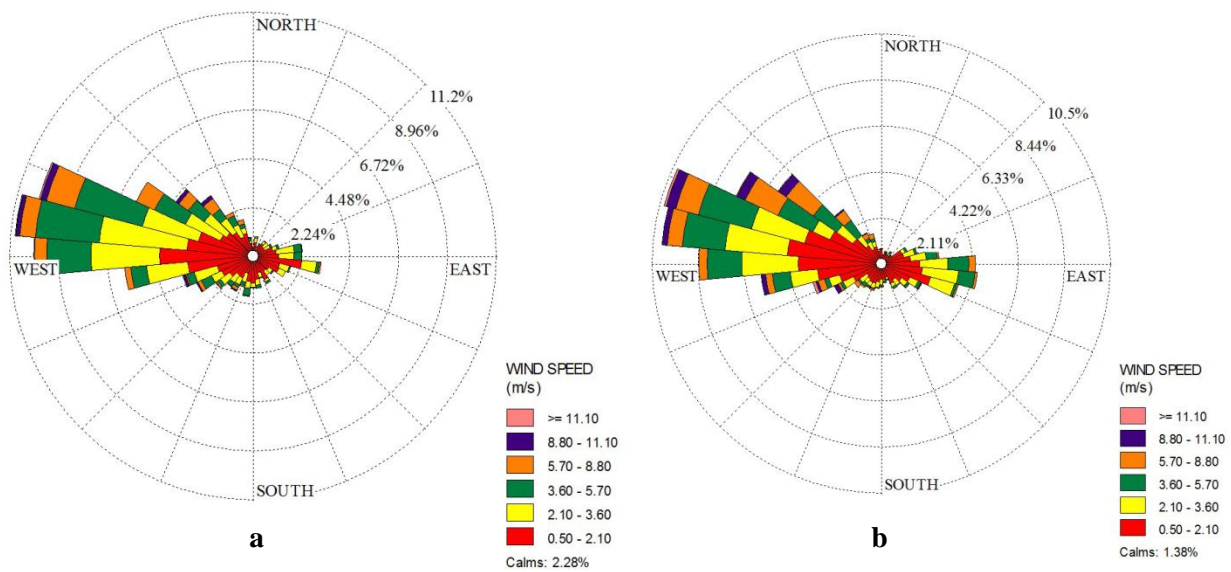 NORTH
11.2%
8.96%
6.72%
4.48%
2.24%
WEST
EAST
SOUTH
WIND SPEED
(m/s)
>= 11.10
8.80 - 11.10
5.70 - 8.80
3.60 - 5.70
2.10 - 3.60
0.50 - 2.10
Calms: 2.28%
a
NORTH
10.5%
8.44%
6.33%
4.22%
2.11%
WEST
EAST
SOUTH
WIND SPEED
(m/s)
>= 11.10
8.80 - 11.10
5.70 - 8.80
3.60 - 5.70
2.10 - 3.60
0.50 - 2.10
Calms: 1.38%
b